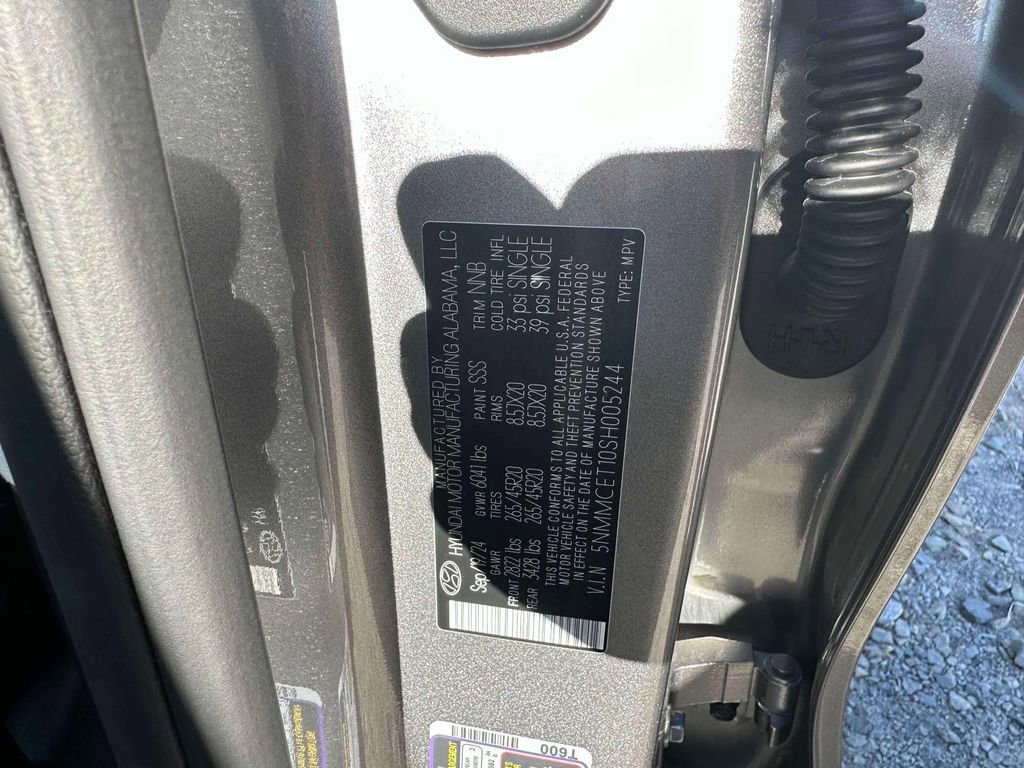 MANUFACTURED BY
HYUNDAI MOTOR MANUFACTURING ALABAMA, LLC
Sep /12/24 GVWR 6041 lbs PAINT SSS TRIM NNB
GAWR TIRES RIMS COLD TIRE INFL
FRONT 2822 lbs 265/45R20 8.5JX20 33 psi SINGLE
REAR 3428 lbs 265/45R20 8.5JX20 39 psi SINGLE
THIS VEHICLE CONFORMS TO ALL APPLICABLE U.S.A. FEDERAL
MOTOR VEHICLE SAFETY AND THEFT PREVENTION STANDARDS
IN EFFECT ON THE DATE OF MANUFACTURE SHOWN ABOVE
V.I.N 5NMMCET10SH005244 TYPE: MPV
T600